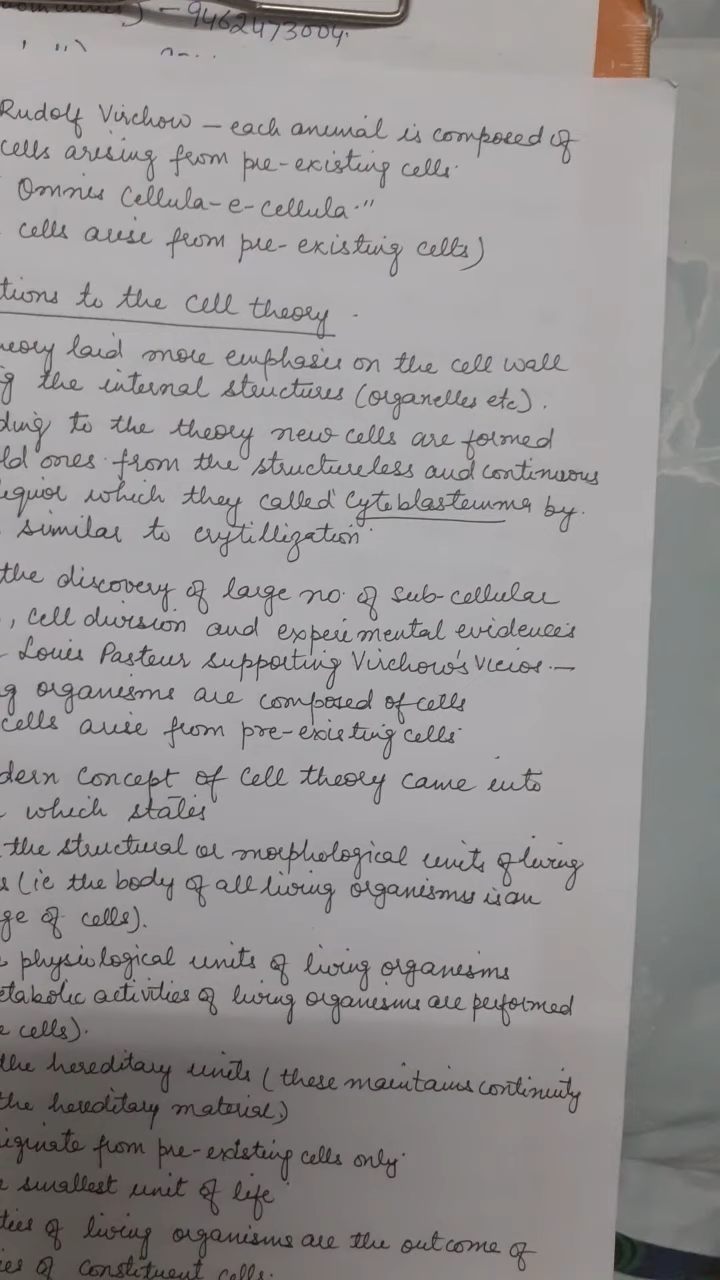 - 9462473004.
Rudolf Virchow - each animal is composed of
cells arising from pre-existing cells.
Omnis Cellula-e-cellula."
cells arise from pre-existing cells)
tions to the cell theory.
eory laid more emphasis on the cell wall
g the internal structures (organelles etc).
ding to the theory new cells are formed
ld ones from the structureless and continuous
liquor which they called Cytoblastemma by.
similar to crytillization
the discovery of large no. of sub-cellular
, cell division and experimental evidences
Louis Pasteur supporting Virchow's Vicios -
g organisms are composed of cells
cells arise from pre-existing cells
dern concept of cell theory came into
which states
the structural or morphological units of living
s (ie the body of all living organisms is an
ge of cells).
physiological units of living organisms
etabolic activities of living organisms are performed
e cells).
the hereditary units (these maintains continuity
the hereditary material)
iginate from pre-existing cells only
smallest unit of life
ties of living organisms are the outcome of
ies of constituent cells.